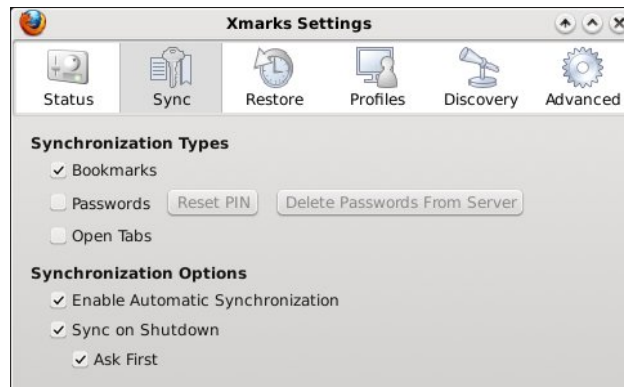 Xmarks Settings
Status Sync Restore Profiles Discovery Advanced
Synchronization Types
Bookmarks
Passwords Reset PIN Delete Passwords From Server
Open Tabs
Synchronization Options
Enable Automatic Synchronization
Sync on Shutdown
Ask First